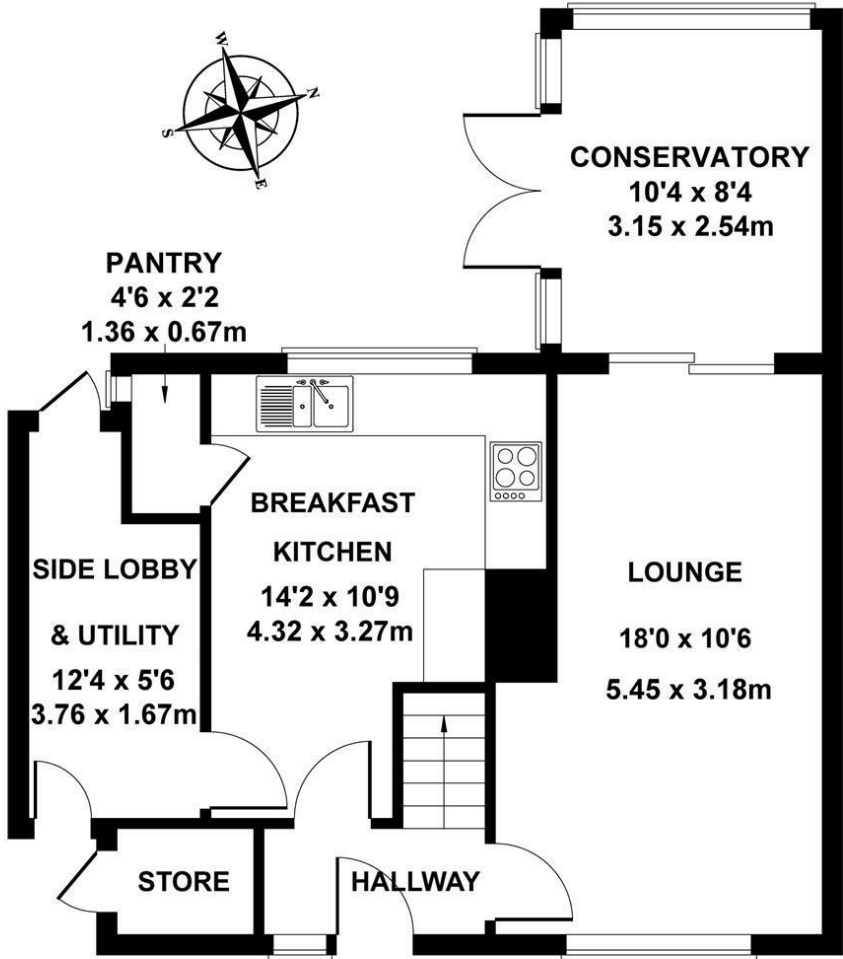 W
N
S
E
CONSERVATORY
10'4 x 8'4
3.15 x 2.54m
PANTRY
4'6 x 2'2
1.36 x 0.67m
BREAKFAST
KITCHEN
14'2 x 10'9
4.32 x 3.27m
SIDE LOBBY
& UTILITY
12'4 x 5'6
3.76 x 1.67m
LOUNGE
18'0 x 10'6
5.45 x 3.18m
STORE
HALLWAY